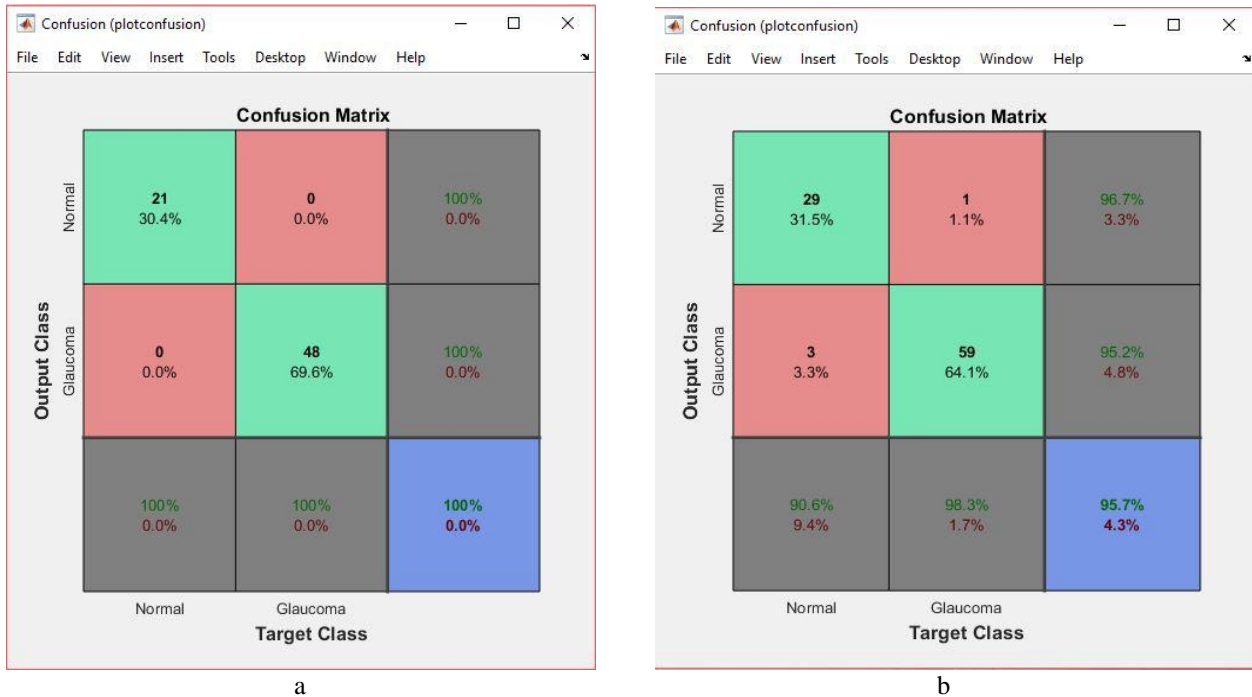 Confusion (plotconfusion)
File Edit View Insert Tools Desktop Window Help
Confusion Matrix
Output Class
Normal
21
30.4%
0
0.0%
100%
0.0%
Glaucoma
0
0.0%
48
69.6%
100%
0.0%
100%
0.0%
100%
0.0%
100%
0.0%
Normal Glaucoma
Target Class
a
Confusion (plotconfusion)
File Edit View Insert Tools Desktop Window Help
Confusion Matrix
Output Class
Normal
29
31.5%
1
1.1%
96.7%
3.3%
Glaucoma
3
3.3%
59
64.1%
95.2%
4.8%
90.6%
9.4%
98.3%
1.7%
95.7%
4.3%
Normal Glaucoma
Target Class
b